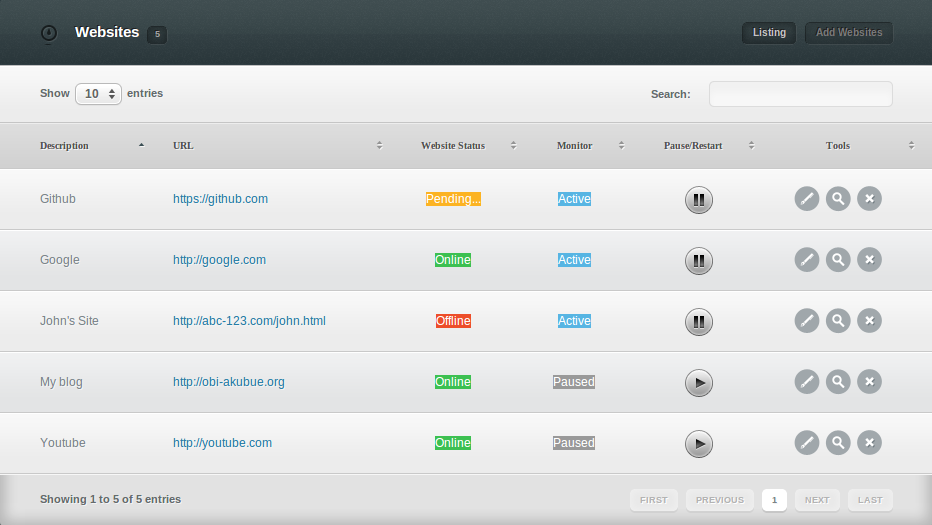 Websites 5 Listing Add Websites
Show 10 entries Search:
Description URL Website Status Monitor Pause/Restart Tools
Github https://github.com Pending... Active
Google http://google.com Online Active
John's Site http://abc-123.com/john.html Offline Active
My blog http://obi-akubue.org Online Paused
Youtube http://youtube.com Online Paused
Showing 1 to 5 of 5 entries FIRST PREVIOUS 1 NEXT LAST